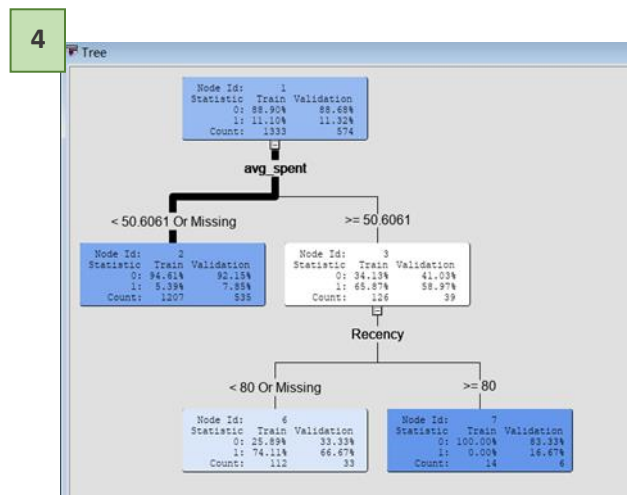 4
Tree
Node Id: 1
Statistic Train Validation
0: 88.90% 88.68%
1: 11.10% 11.32%
Count: 1333 574
avg_spent
< 50.6061 Or Missing
>= 50.6061
Node Id: 2
Statistic Train Validation
0: 94.61% 92.15%
1: 5.39% 7.85%
Count: 1207 535
Node Id: 3
Statistic Train Validation
0: 34.13% 41.03%
1: 65.87% 58.97%
Count: 126 39
Recency
< 80 Or Missing
>= 80
Node Id: 6
Statistic Train Validation
0: 25.89% 33.33%
1: 74.11% 66.67%
Count: 112 33
Node Id: 7
Statistic Train Validation
0: 100.00% 83.33%
1: 0.00% 16.67%
Count: 14 6